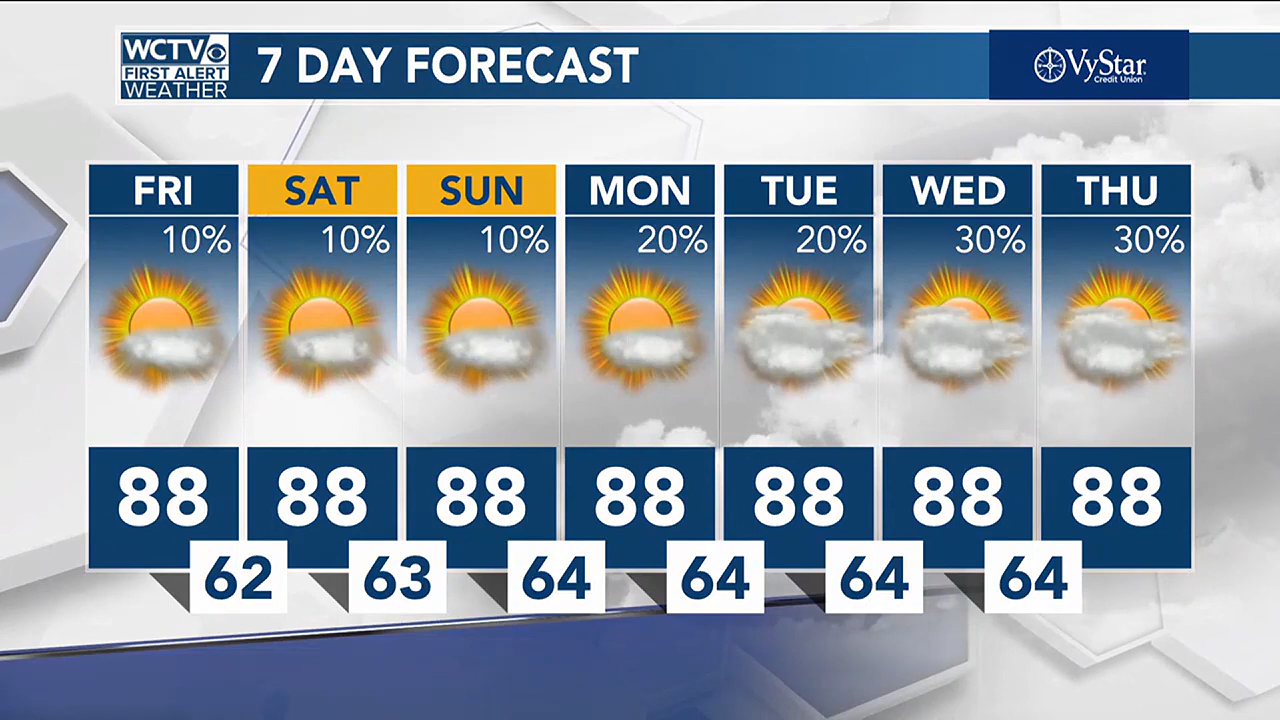 WCTV
FIRST ALERT
WEATHER
7 DAY FORECAST
VyStar
Credit Union
FRI SAT SUN MON TUE WED THU
10% 10% 10% 20% 20% 30% 30%
88 88 88 88 88 88 88
62 63 64 64 64 64